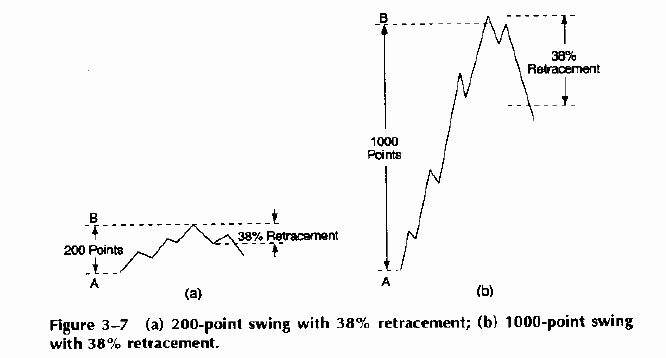 B
200 Points
A
38% Retracement
(a)
B
1000
Points
A
38%
Retracement
(b)
Figure 3–7 (a) 200-point swing with 38% retracement; (b) 1000-point swing
with 38% retracement.